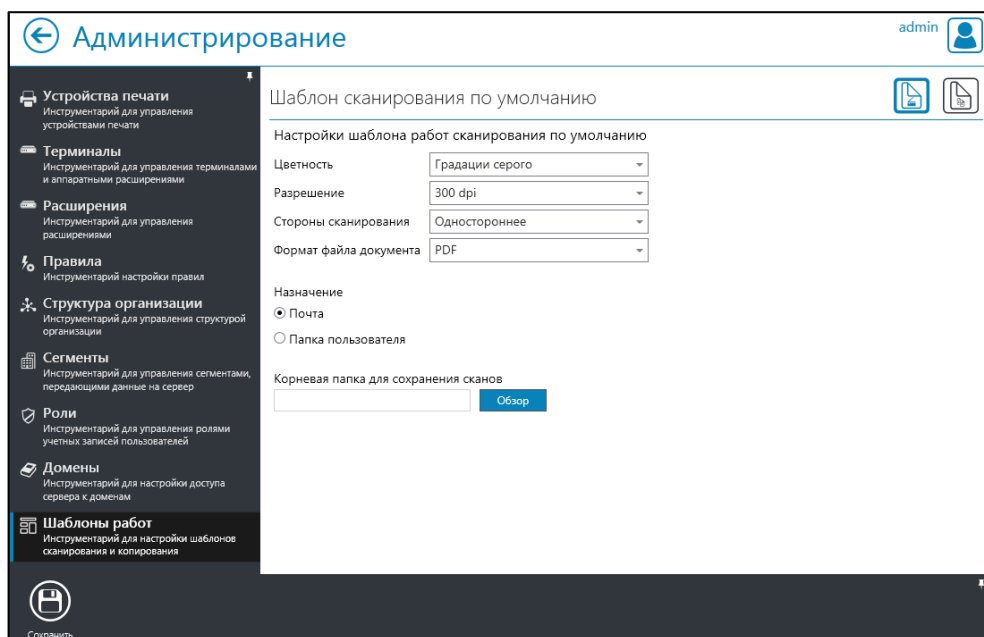 Администрирование
admin
Устройства печати
Инструментарий для управления
устройствами печати
Терминалы
Инструментарий для управления терминалами
и аппаратными расширениями
Расширения
Инструментарий для управления
расширениями
Правила
Инструментарий настройки правил
Структура организации
Инструментарий для управления структурой
организации
Сегменты
Инструментарий для управления сегментами,
передающими данные на сервер
Роли
Инструментарий для управления ролями
учетных записей пользователей
Домены
Инструментарий для настройки доступа
сервера к доменам
Шаблоны работ
Инструментарий для настройки шаблонов
сканирования и копирования
Шаблон сканирования по умолчанию
Настройки шаблона работ сканирования по умолчанию
Цветность Градации серого
Разрешение 300 dpi
Стороны сканирования Одностороннее
Формат файла документа PDF
Назначение
Почта
Папка пользователя
Корневая папка для сохранения сканов
Обзор
Сохранить